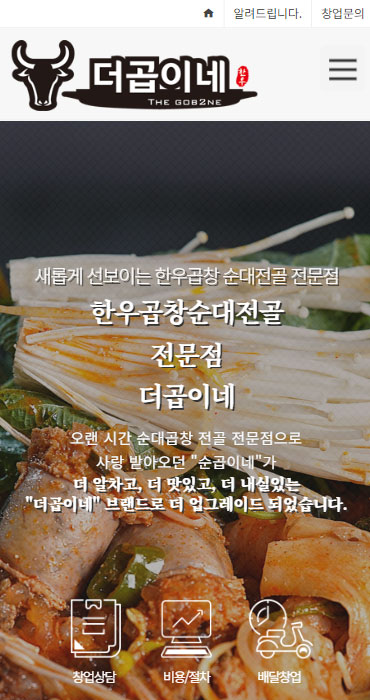 알려드립니다.
창업문의
더곱이네
한우
THE GOB2NE
새롭게 선보이는 한우곱창 순대전골 전문점
한우곱창순대전골
전문점
더곱이네
오랜 시간 순대곱창 전골 전문점으로
사랑 받아오던 "순곱이네"가
더 알차고, 더 맛있고, 더 내실있는
"더곱이네" 브랜드로 더 업그레이드 되었습니다.
창업상담
비용/절차
배달창업